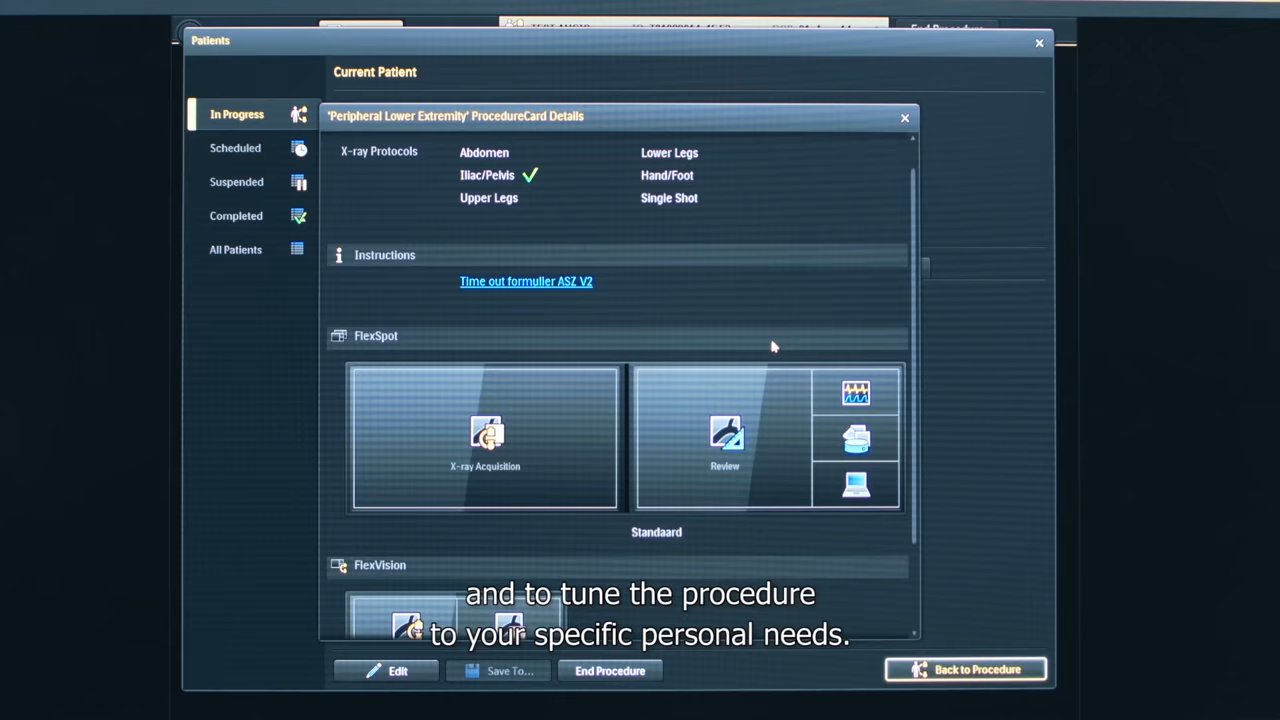 Patients
Current Patient
In Progress
Scheduled
Suspended
Completed
All Patients
'Peripheral Lower Extremity' ProcedureCard Details
X-ray Protocols
Abdomen
Lower Legs
Iliac/Pelvis
Hand/Foot
Upper Legs
Single Shot
Instructions
Time out formulier ASZ V2
FlexSpot
X-ray Acquisition
Review
Standaard
FlexVision
and to tune the procedure
to your specific personal needs.
Edit
Save To...
End Procedure
Back to Procedure